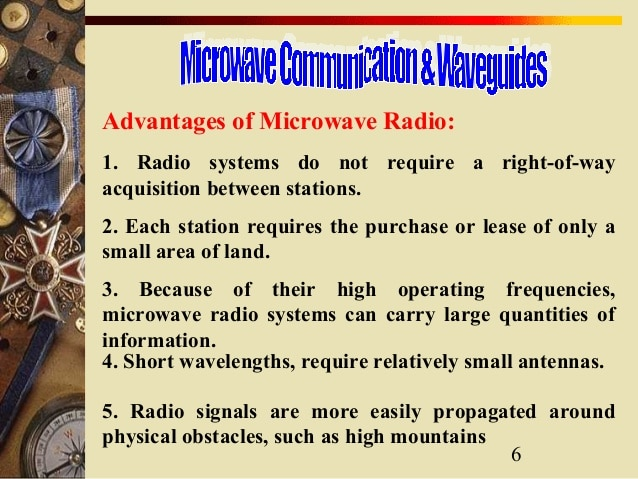 Microwave Communication & Waveguides
Advantages of Microwave Radio:
1. Radio systems do not require a right-of-way
acquisition between stations.
2. Each station requires the purchase or lease of only a
small area of land.
3. Because of their high operating frequencies,
microwave radio systems can carry large quantities of
information.
4. Short wavelengths, require relatively small antennas.
5. Radio signals are more easily propagated around
physical obstacles, such as high mountains
6